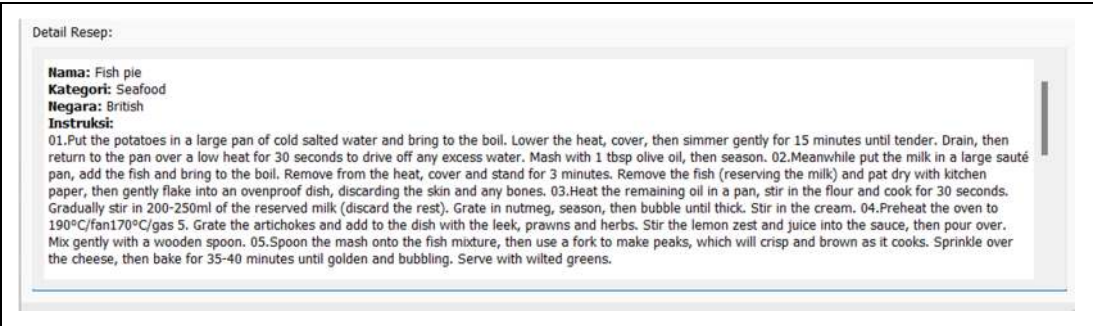 Detail Resep:
Nama: Fish pie
Kategori: Seafood
Negara: British
Instruksi:
01.Put the potatoes in a large pan of cold salted water and bring to the boil. Lower the heat, cover, then simmer gently for 15 minutes until tender. Drain, then
return to the pan over a low heat for 30 seconds to drive off any excess water. Mash with 1 tbsp olive oil, then season. 02.Meanwhile put the milk in a large sauté
pan, add the fish and bring to the boil. Remove from the heat, cover and stand for 3 minutes. Remove the fish (reserving the milk) and pat dry with kitchen
paper, then gently flake into an ovenproof dish, discarding the skin and any bones. 03.Heat the remaining oil in a pan, stir in the flour and cook for 30 seconds.
Gradually stir in 200-250ml of the reserved milk (discard the rest). Grate in nutmeg, season, then bubble until thick. Stir in the cream. 04.Preheat the oven to
190ºC/fan170ºC/gas 5. Grate the artichokes and add to the dish with the leek, prawns and herbs. Stir the lemon zest and juice into the sauce, then pour over.
Mix gently with a wooden spoon. 05.Spoon the mash onto the fish mixture, then use a fork to make peaks, which will crisp and brown as it cooks. Sprinkle over
the cheese, then bake for 35-40 minutes until golden and bubbling. Serve with wilted greens.